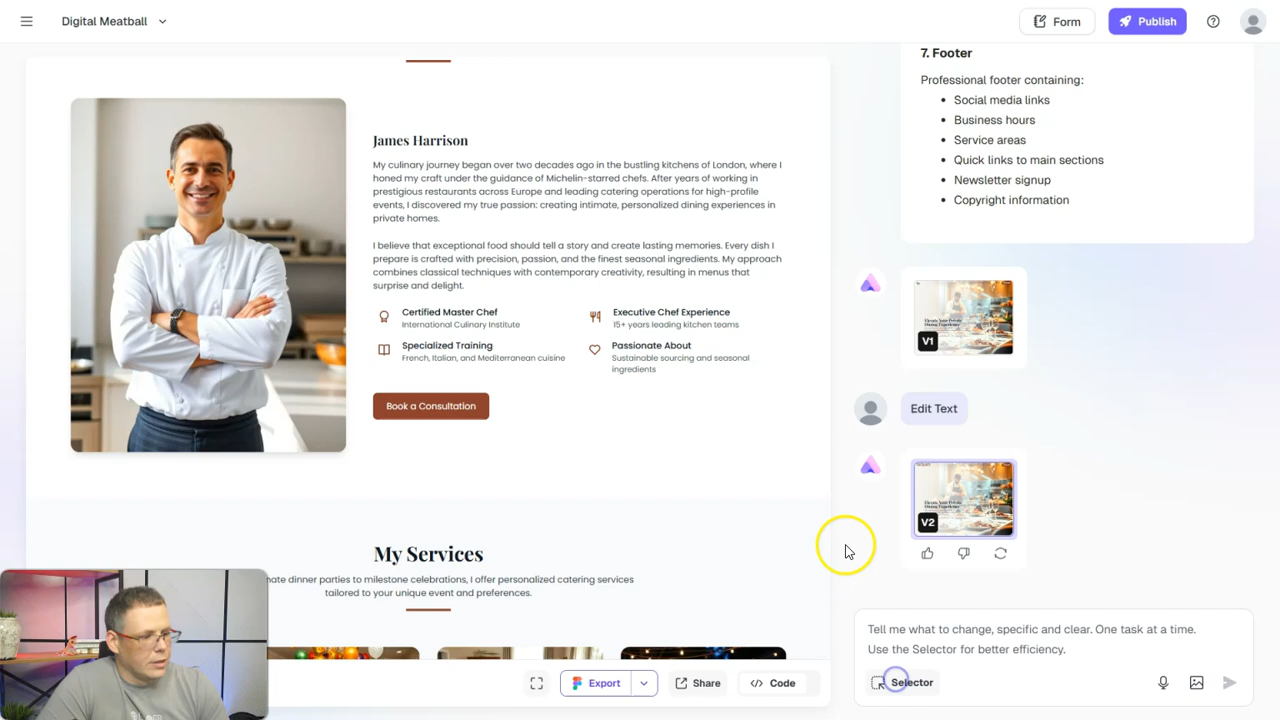 Digital Meatball
Form
Publish
James Harrison
My culinary journey began over two decades ago in the bustling kitchens of London, where I
honed my craft under the guidance of Michelin-starred chefs. After years of working in
prestigious restaurants across Europe and leading catering operations for high-profile
events, I discovered my true passion: creating intimate, personalized dining experiences in
private homes.
I believe that exceptional food should tell a story and create lasting memories. Every dish I
prepare is crafted with precision, passion, and the finest seasonal ingredients. My approach
combines classical techniques with contemporary creativity, resulting in menus that
surprise and delight.
Certified Master Chef
International Culinary Institute
Executive Chef Experience
15+ years leading kitchen teams
Specialized Training
French, Italian, and Mediterranean cuisine
Passionate About
Sustainable sourcing and seasonal
ingredients
Book a Consultation
My Services
dinner parties to milestone celebrations, I offer personalized catering services
tailored to your unique event and preferences.
Export
Share
Code
7. Footer
Professional footer containing:
• Social media links
• Business hours
• Service areas
• Quick links to main sections
• Newsletter signup
• Copyright information
Elevate Your Private
Dining Experience
V1
Edit Text
Elevate Your Private
Dining Experience
V2
Tell me what to change, specific and clear. One task at a time.
Use the Selector for better efficiency.
Selector